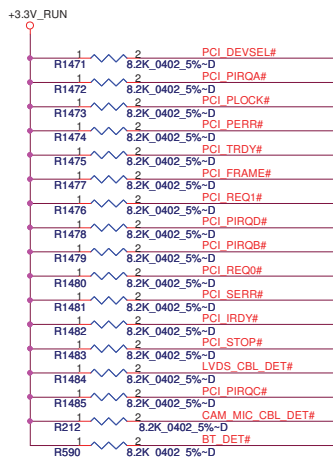 +3.3V_RUN
1 2 PCI_DEVSEL#
R1471 8.2K_0402_5%~D
1 2 PCI_PIRQA#
R1472 8.2K_0402_5%~D
1 2 PCI_PLOCK#
R1473 8.2K_0402_5%~D
1 2 PCI_PERR#
R1474 8.2K_0402_5%~D
1 2 PCI_TRDY#
R1475 8.2K_0402_5%~D
1 2 PCI_FRAME#
R1477 8.2K_0402_5%~D
1 2 PCI_REQ1#
R1476 8.2K_0402_5%~D
1 2 PCI_PIRQD#
R1478 8.2K_0402_5%~D
1 2 PCI_PIRQB#
R1479 8.2K_0402_5%~D
1 2 PCI_REQ0#
R1480 8.2K_0402_5%~D
1 2 PCI_SERR#
R1481 8.2K_0402_5%~D
1 2 PCI_IRDY#
R1482 8.2K_0402_5%~D
1 2 PCI_STOP#
R1483 8.2K_0402_5%~D
1 2 LVDS_CBL_DET#
R1484 8.2K_0402_5%~D
1 2 PCI_PIRQC#
R1485 8.2K_0402_5%~D
1 2 CAM_MIC_CBL_DET#
R212 8.2K_0402_5%~D
1 2 BT_DET#
R590 8.2K_0402_5%~D